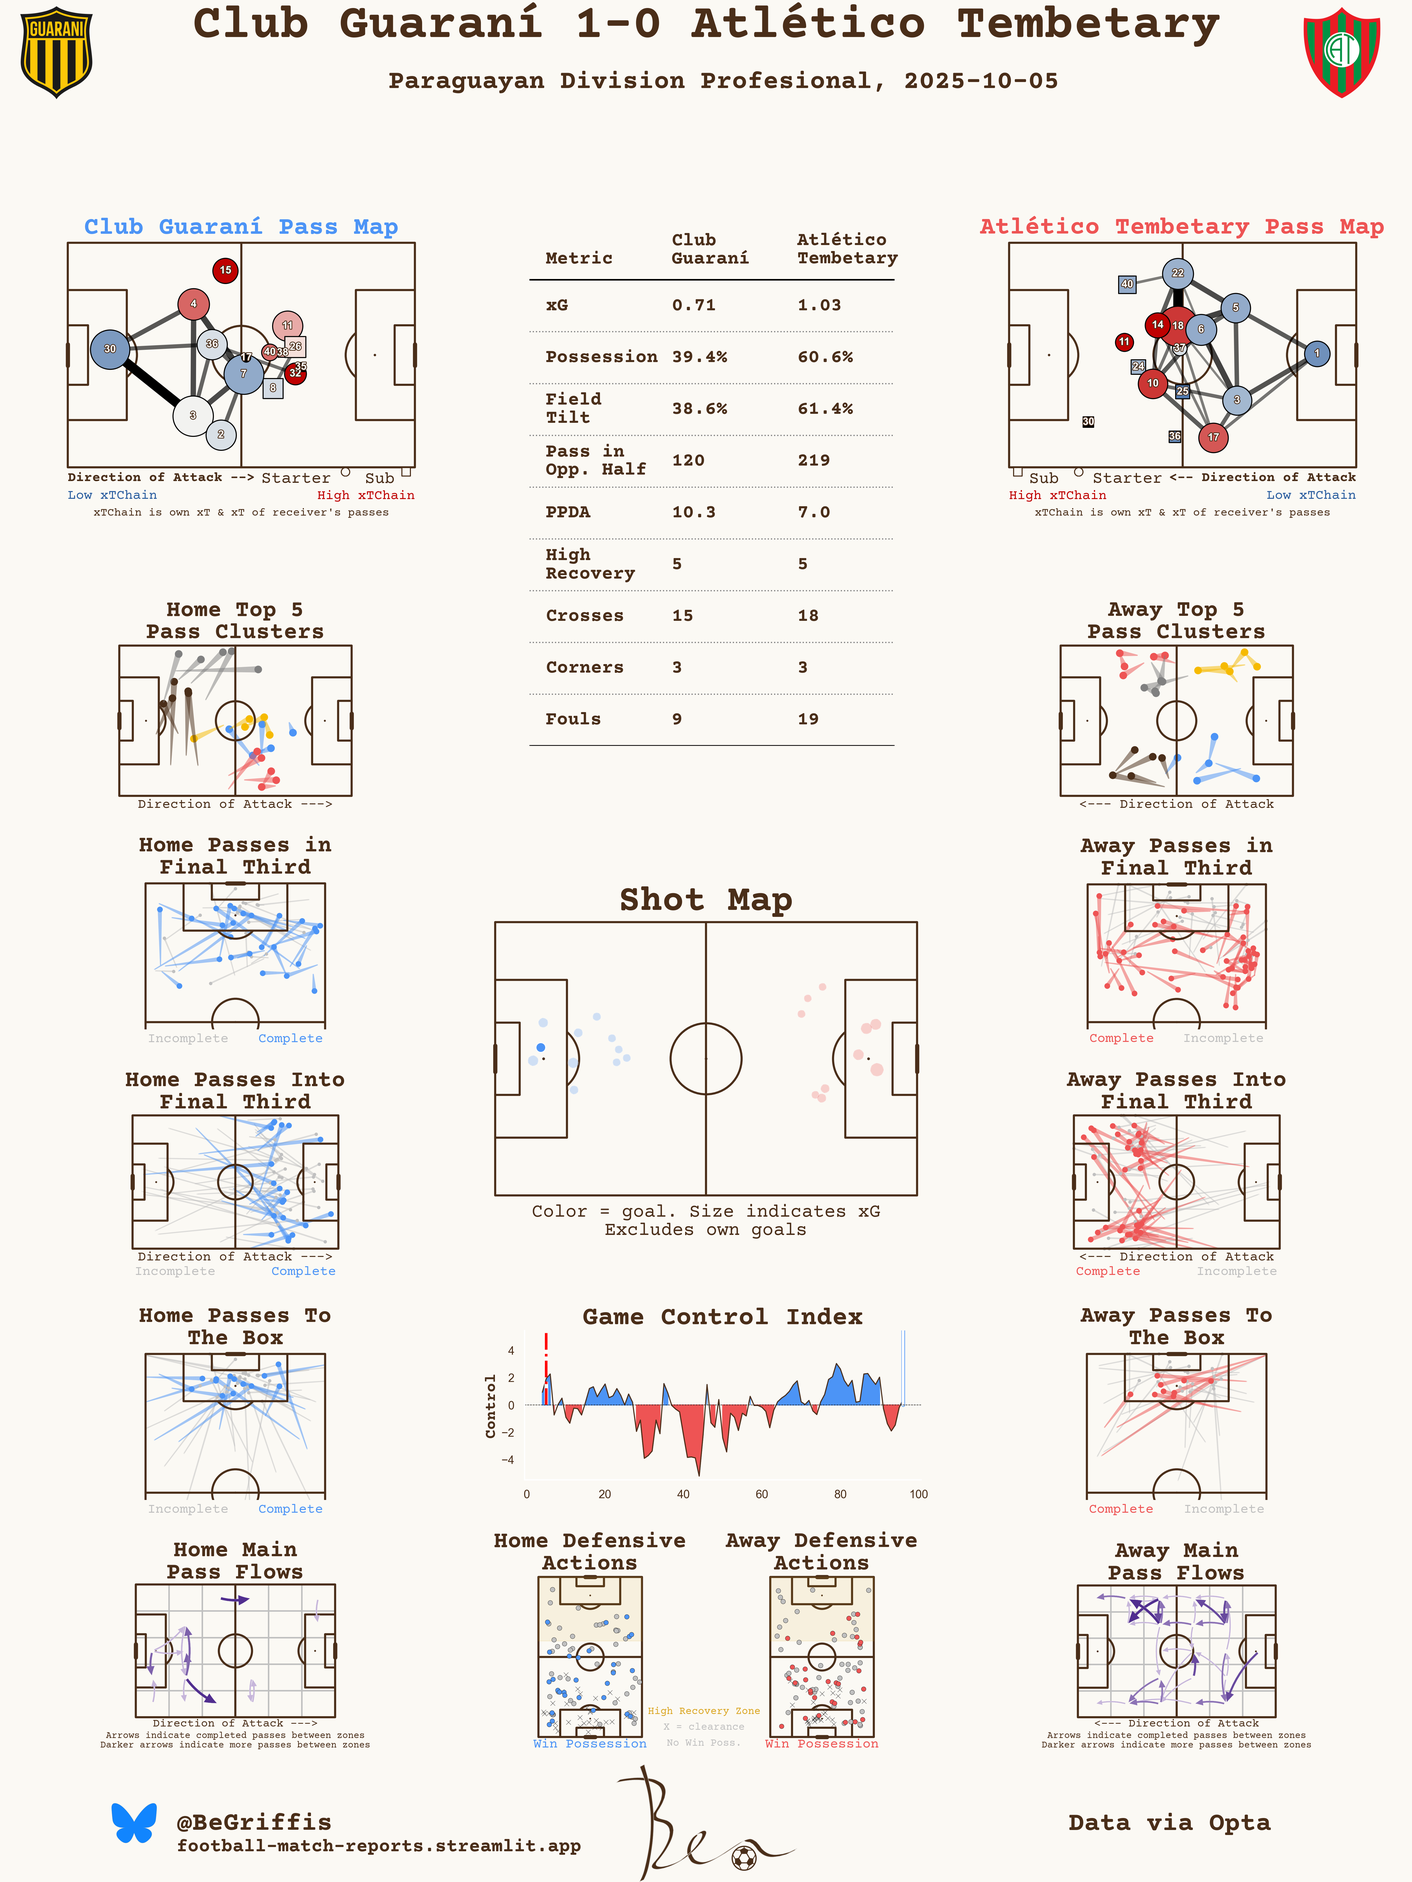 Club Guaraní 1-0 Atlético Tembetary
Paraguayan Division Profesional, 2025-10-05
GUARANI
CAT
Club Guaraní Pass Map
15
4
11
30
36
17
40
38
26
35
32
7
8
3
2
Direction of Attack --> Starter Sub
Low xTChain High xTChain
xTChain is own xT & xT of receiver's passes
Metric Club Guaraní Atlético Tembetary
xG 0.71 1.03
Possession 39.4% 60.6%
Field Tilt 38.6% 61.4%
Pass in Opp. Half 120 219
PPDA 10.3 7.0
High Recovery 5 5
Crosses 15 18
Corners 3 3
Fouls 9 19
Atlético Tembetary Pass Map
40
22
5
14
18
6
11
37
1
24
10
25
3
30
36
17
Sub Starter <-- Direction of Attack
High xTChain Low xTChain
xTChain is own xT & xT of receiver's passes
Home Top 5
Pass Clusters
Direction of Attack --->
Away Top 5
Pass Clusters
<--- Direction of Attack
Home Passes in
Final Third
Incomplete Complete
Away Passes in
Final Third
Complete Incomplete
Shot Map
Color = goal. Size indicates xG
Excludes own goals
Home Passes Into
Final Third
Direction of Attack --->
Incomplete Complete
Away Passes Into
Final Third
<--- Direction of Attack
Complete Incomplete
Home Passes To
The Box
Incomplete Complete
Game Control Index
Control
4
2
0
−2
−4
0 20 40 60 80 100
Away Passes To
The Box
Complete Incomplete
Home Main
Pass Flows
Direction of Attack --->
Arrows indicate completed passes between zones
Darker arrows indicate more passes between zones
Home Defensive
Actions
Win Possession
Away Defensive
Actions
Win Possession
High Recovery Zone
X = clearance
No Win Poss.
Away Main
Pass Flows
<--- Direction of Attack
Arrows indicate completed passes between zones
Darker arrows indicate more passes between zones
@BeGriffis
football-match-reports.streamlit.app
Ben
Data via Opta